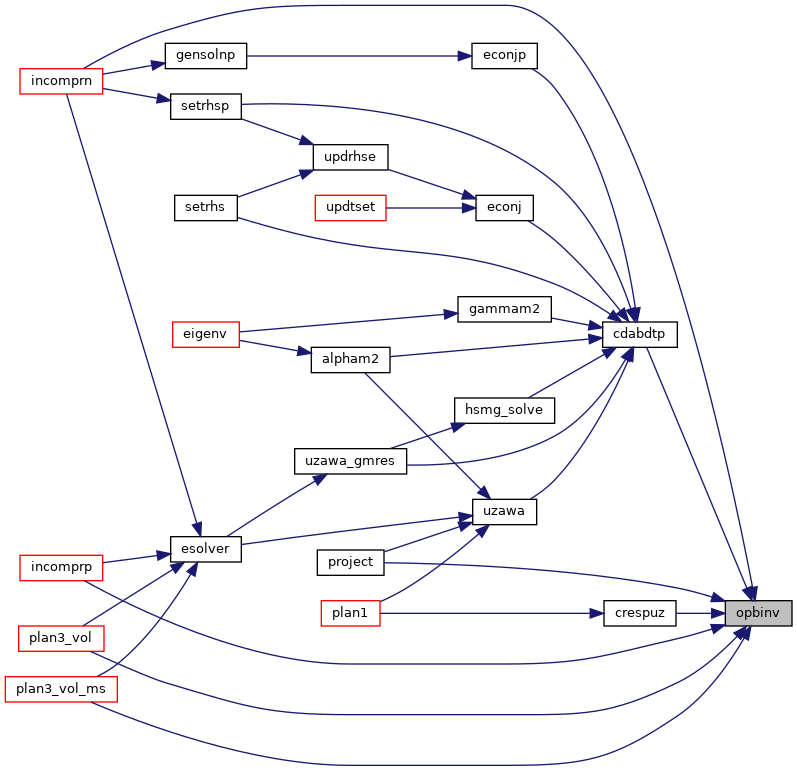 gensolnp
econjp
incomprn
setrhsp
updrhse
setrhs
updtset
econj
gammam2
eigenv
cdabdtp
alpham2
hsmg_solve
uzawa_gmres
uzawa
esolver
project
incomprp
plan1
crespuz
opbinv
plan3_vol
plan3_vol_ms